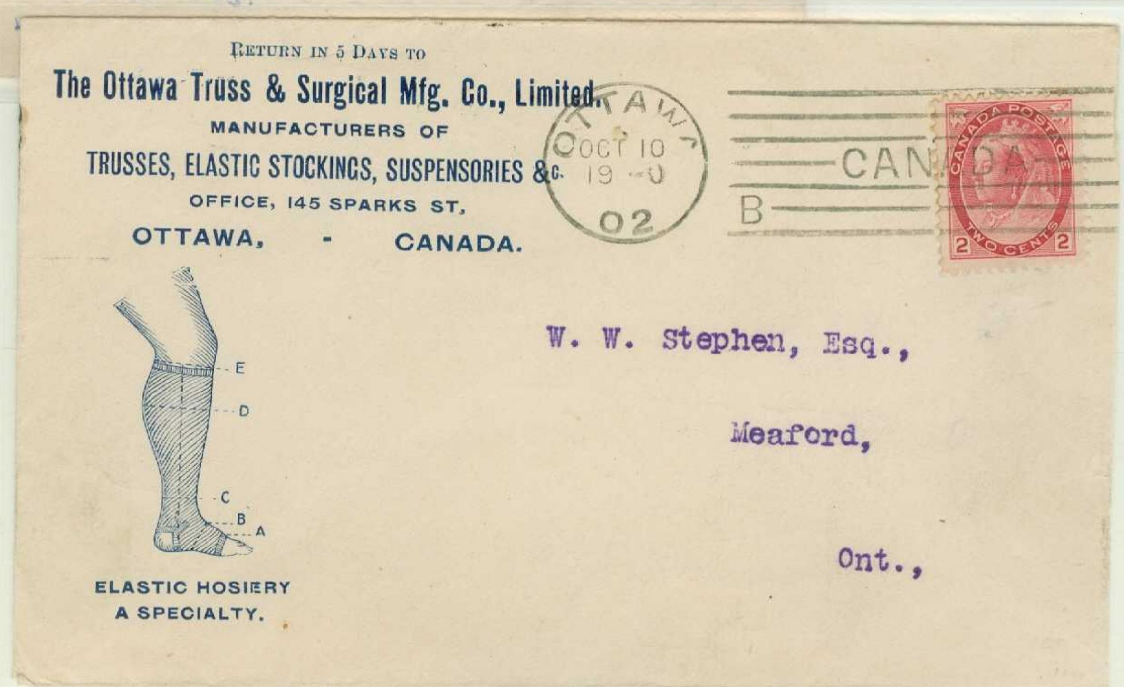 RETURN IN 5 DAYS TO
The Ottawa Truss & Surgical Mfg. Co., Limited.
MANUFACTURERS OF
TRUSSES, ELASTIC STOCKINGS, SUSPENSORIES &c.
OFFICE, 145 SPARKS ST,
OTTAWA, - CANADA.
OTTAWA
OCT 10
19 -0
02
CANADA
B
CANADA POSTAGE
TWO CENTS
2 2
W. W. Stephen, Esq.,
Meaford,
Ont.,
E
D
C
B
A
ELASTIC HOSIERY
A SPECIALTY.